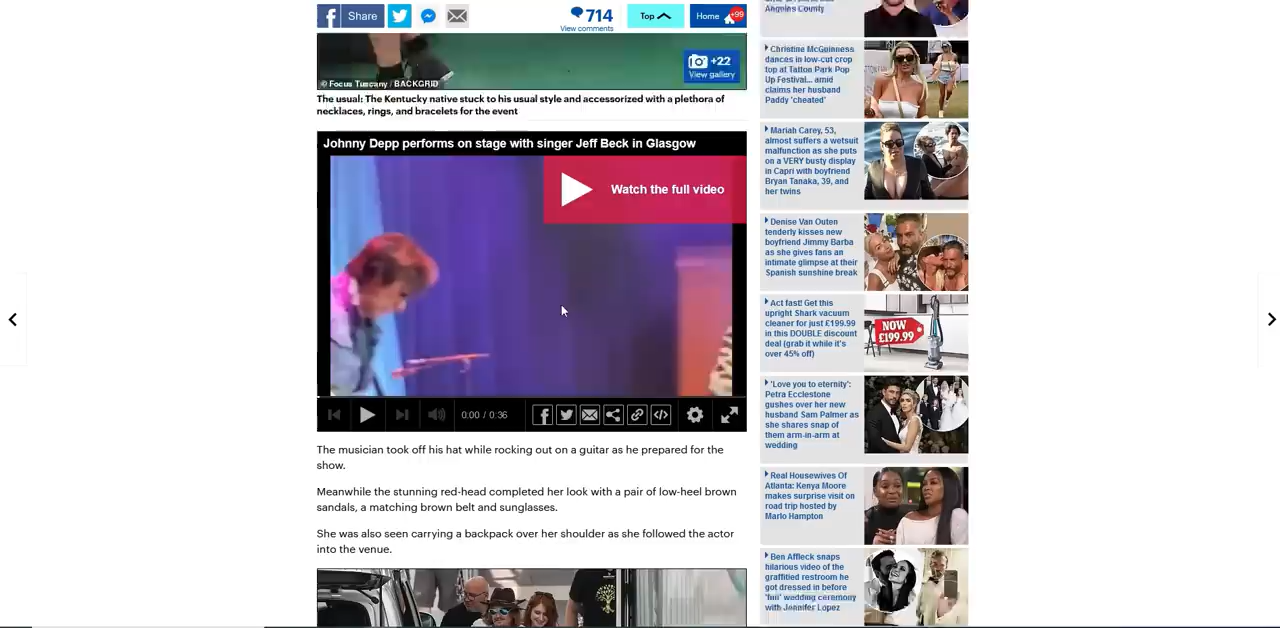 Share
714
View comments
Top
Home
+99
+22
View gallery
© Focus Tuscany / BACKGRID
The usual: The Kentucky native stuck to his usual style and accessorized with a plethora of
necklaces, rings, and bracelets for the event
Johnny Depp performs on stage with singer Jeff Beck in Glasgow
Watch the full video
0:00 / 0:36
The musician took off his hat while rocking out on a guitar as he prepared for the
show.
Meanwhile the stunning red-head completed her look with a pair of low-heel brown
sandals, a matching brown belt and sunglasses.
She was also seen carrying a backpack over her shoulder as she followed the actor
into the venue.
Angeles County
Christine McGuinness
dances in low-cut crop
top at Tatton Park Pop
Up Festival... amid
claims her husband
Paddy 'cheated'
Mariah Carey, 53,
almost suffers a wetsuit
malfunction as she puts
on a VERY busty display
in Capri with boyfriend
Bryan Tanaka, 39, and
her twins
Denise Van Outen
tenderly kisses new
boyfriend Jimmy Barba
as she gives fans an
intimate glimpse at their
Spanish sunshine break
Act fast! Get this
upright Shark vacuum
cleaner for just £199.99
in this DOUBLE discount
deal (grab it while it's
over 45% off)
NOW
£199.99
'Love you to eternity':
Petra Ecclestone
gushes over her new
husband Sam Palmer as
she shares snap of
them arm-in-arm at
wedding
Real Housewives Of
Atlanta: Kenya Moore
makes surprise visit on
road trip hosted by
Marlo Hampton
Ben Affleck snaps
hilarious video of the
graffitied restroom he
got dressed in before
'fun' wedding ceremony
with Jennifer Lopez